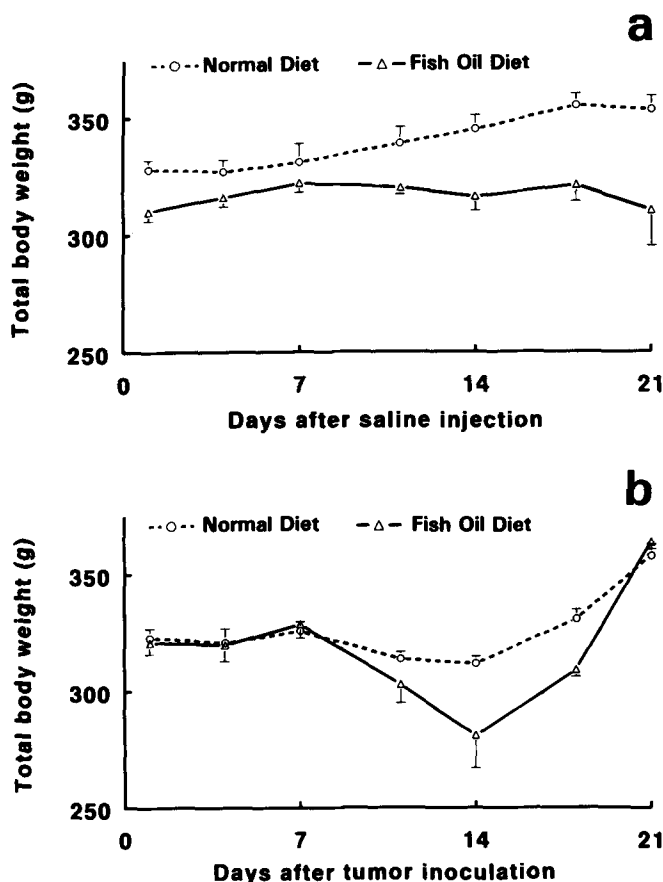 a
Normal Diet Fish Oil Diet
Total body weight (g)
350
300
250
0 7 14 21
Days after saline injection
b
Normal Diet Fish Oil Diet
Total body weight (g)
350
300
250
0 7 14 21
Days after tumor inoculation